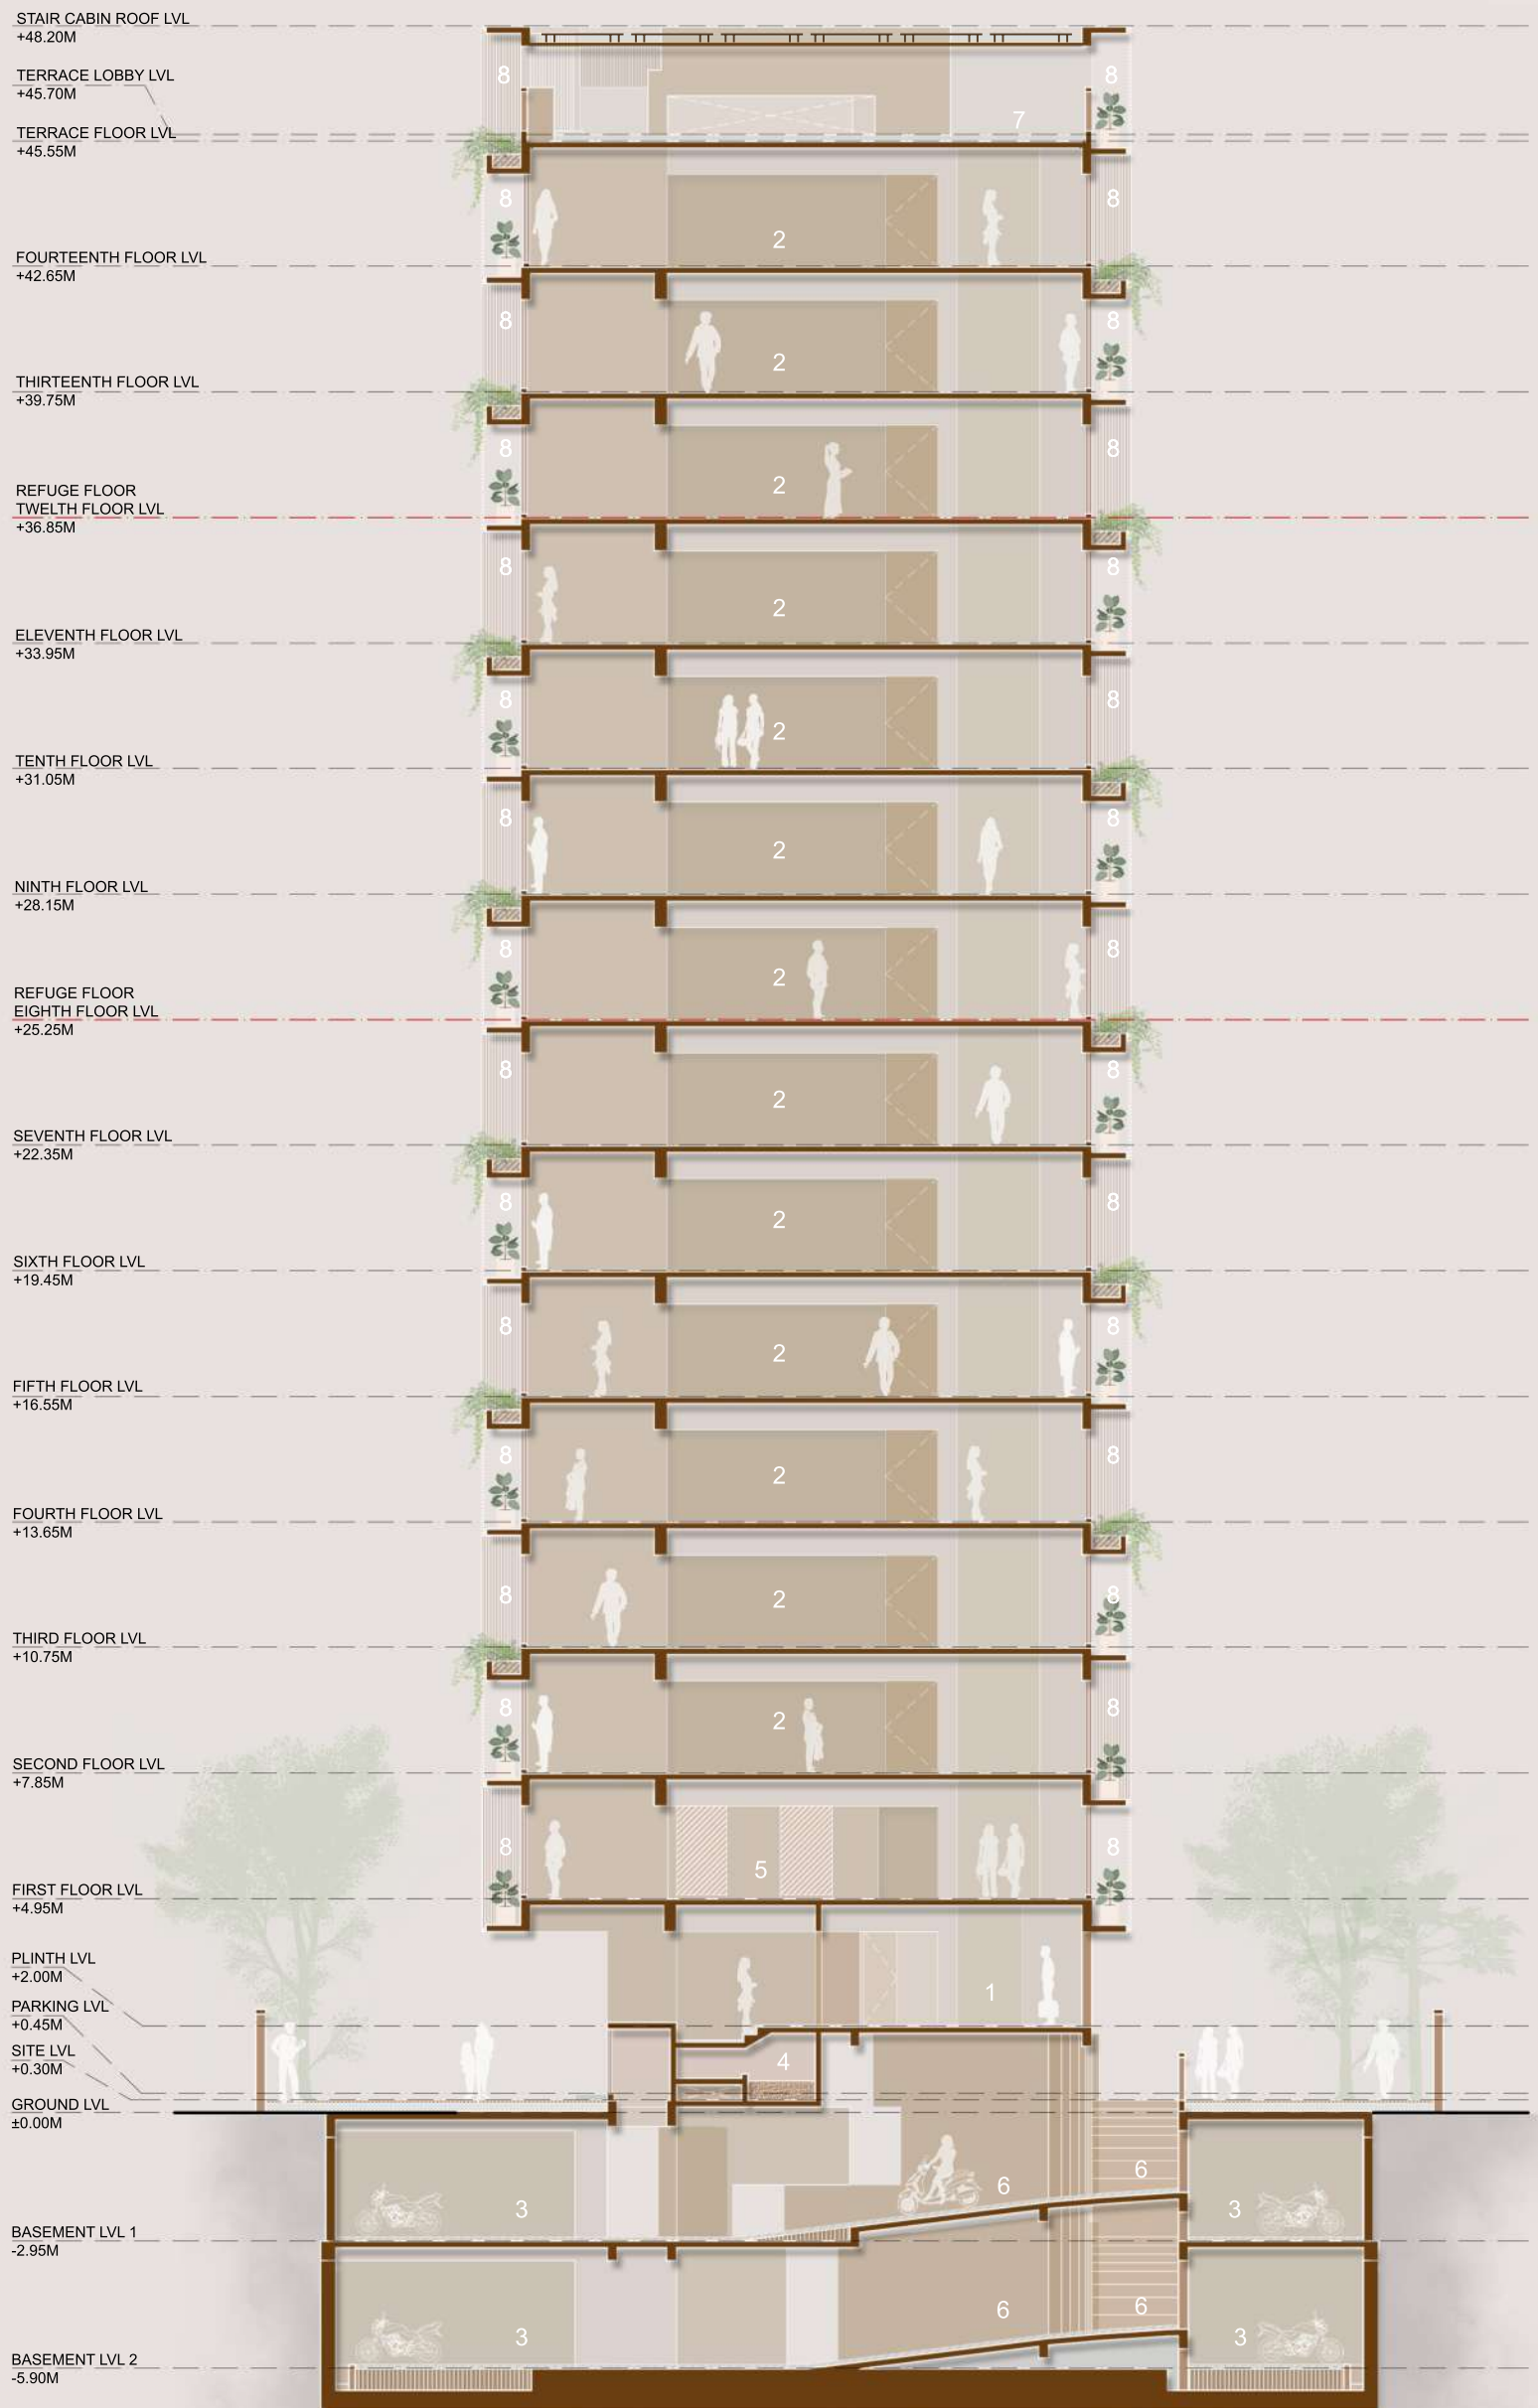 STAIR CABIN ROOF LVL
+48.20M
8
8
TERRACE LOBBY LVL
+45.70M
7
TERRACE FLOOR LVL
+45.55M
8
8
2
FOURTEENTH FLOOR LVL
+42.65M
8
8
2
THIRTEENTH FLOOR LVL
+39.75M
8
8
2
REFUGE FLOOR
TWELTH FLOOR LVL
+36.85M
8
8
2
ELEVENTH FLOOR LVL
+33.95M
8
8
2
TENTH FLOOR LVL
+31.05M
8
8
2
NINTH FLOOR LVL
+28.15M
8
8
2
REFUGE FLOOR
EIGHTH FLOOR LVL
+25.25M
8
8
2
SEVENTH FLOOR LVL
+22.35M
8
8
2
SIXTH FLOOR LVL
+19.45M
8
8
2
FIFTH FLOOR LVL
+16.55M
8
8
2
FOURTH FLOOR LVL
+13.65M
8
8
2
THIRD FLOOR LVL
+10.75M
8
8
2
SECOND FLOOR LVL
+7.85M
8
8
5
FIRST FLOOR LVL
+4.95M
PLINTH LVL
+2.00M
1
PARKING LVL
+0.45M
SITE LVL
+0.30M
4
GROUND LVL
±0.00M
6
6
3
3
BASEMENT LVL 1
-2.95M
6
6
3
3
BASEMENT LVL 2
-5.90M